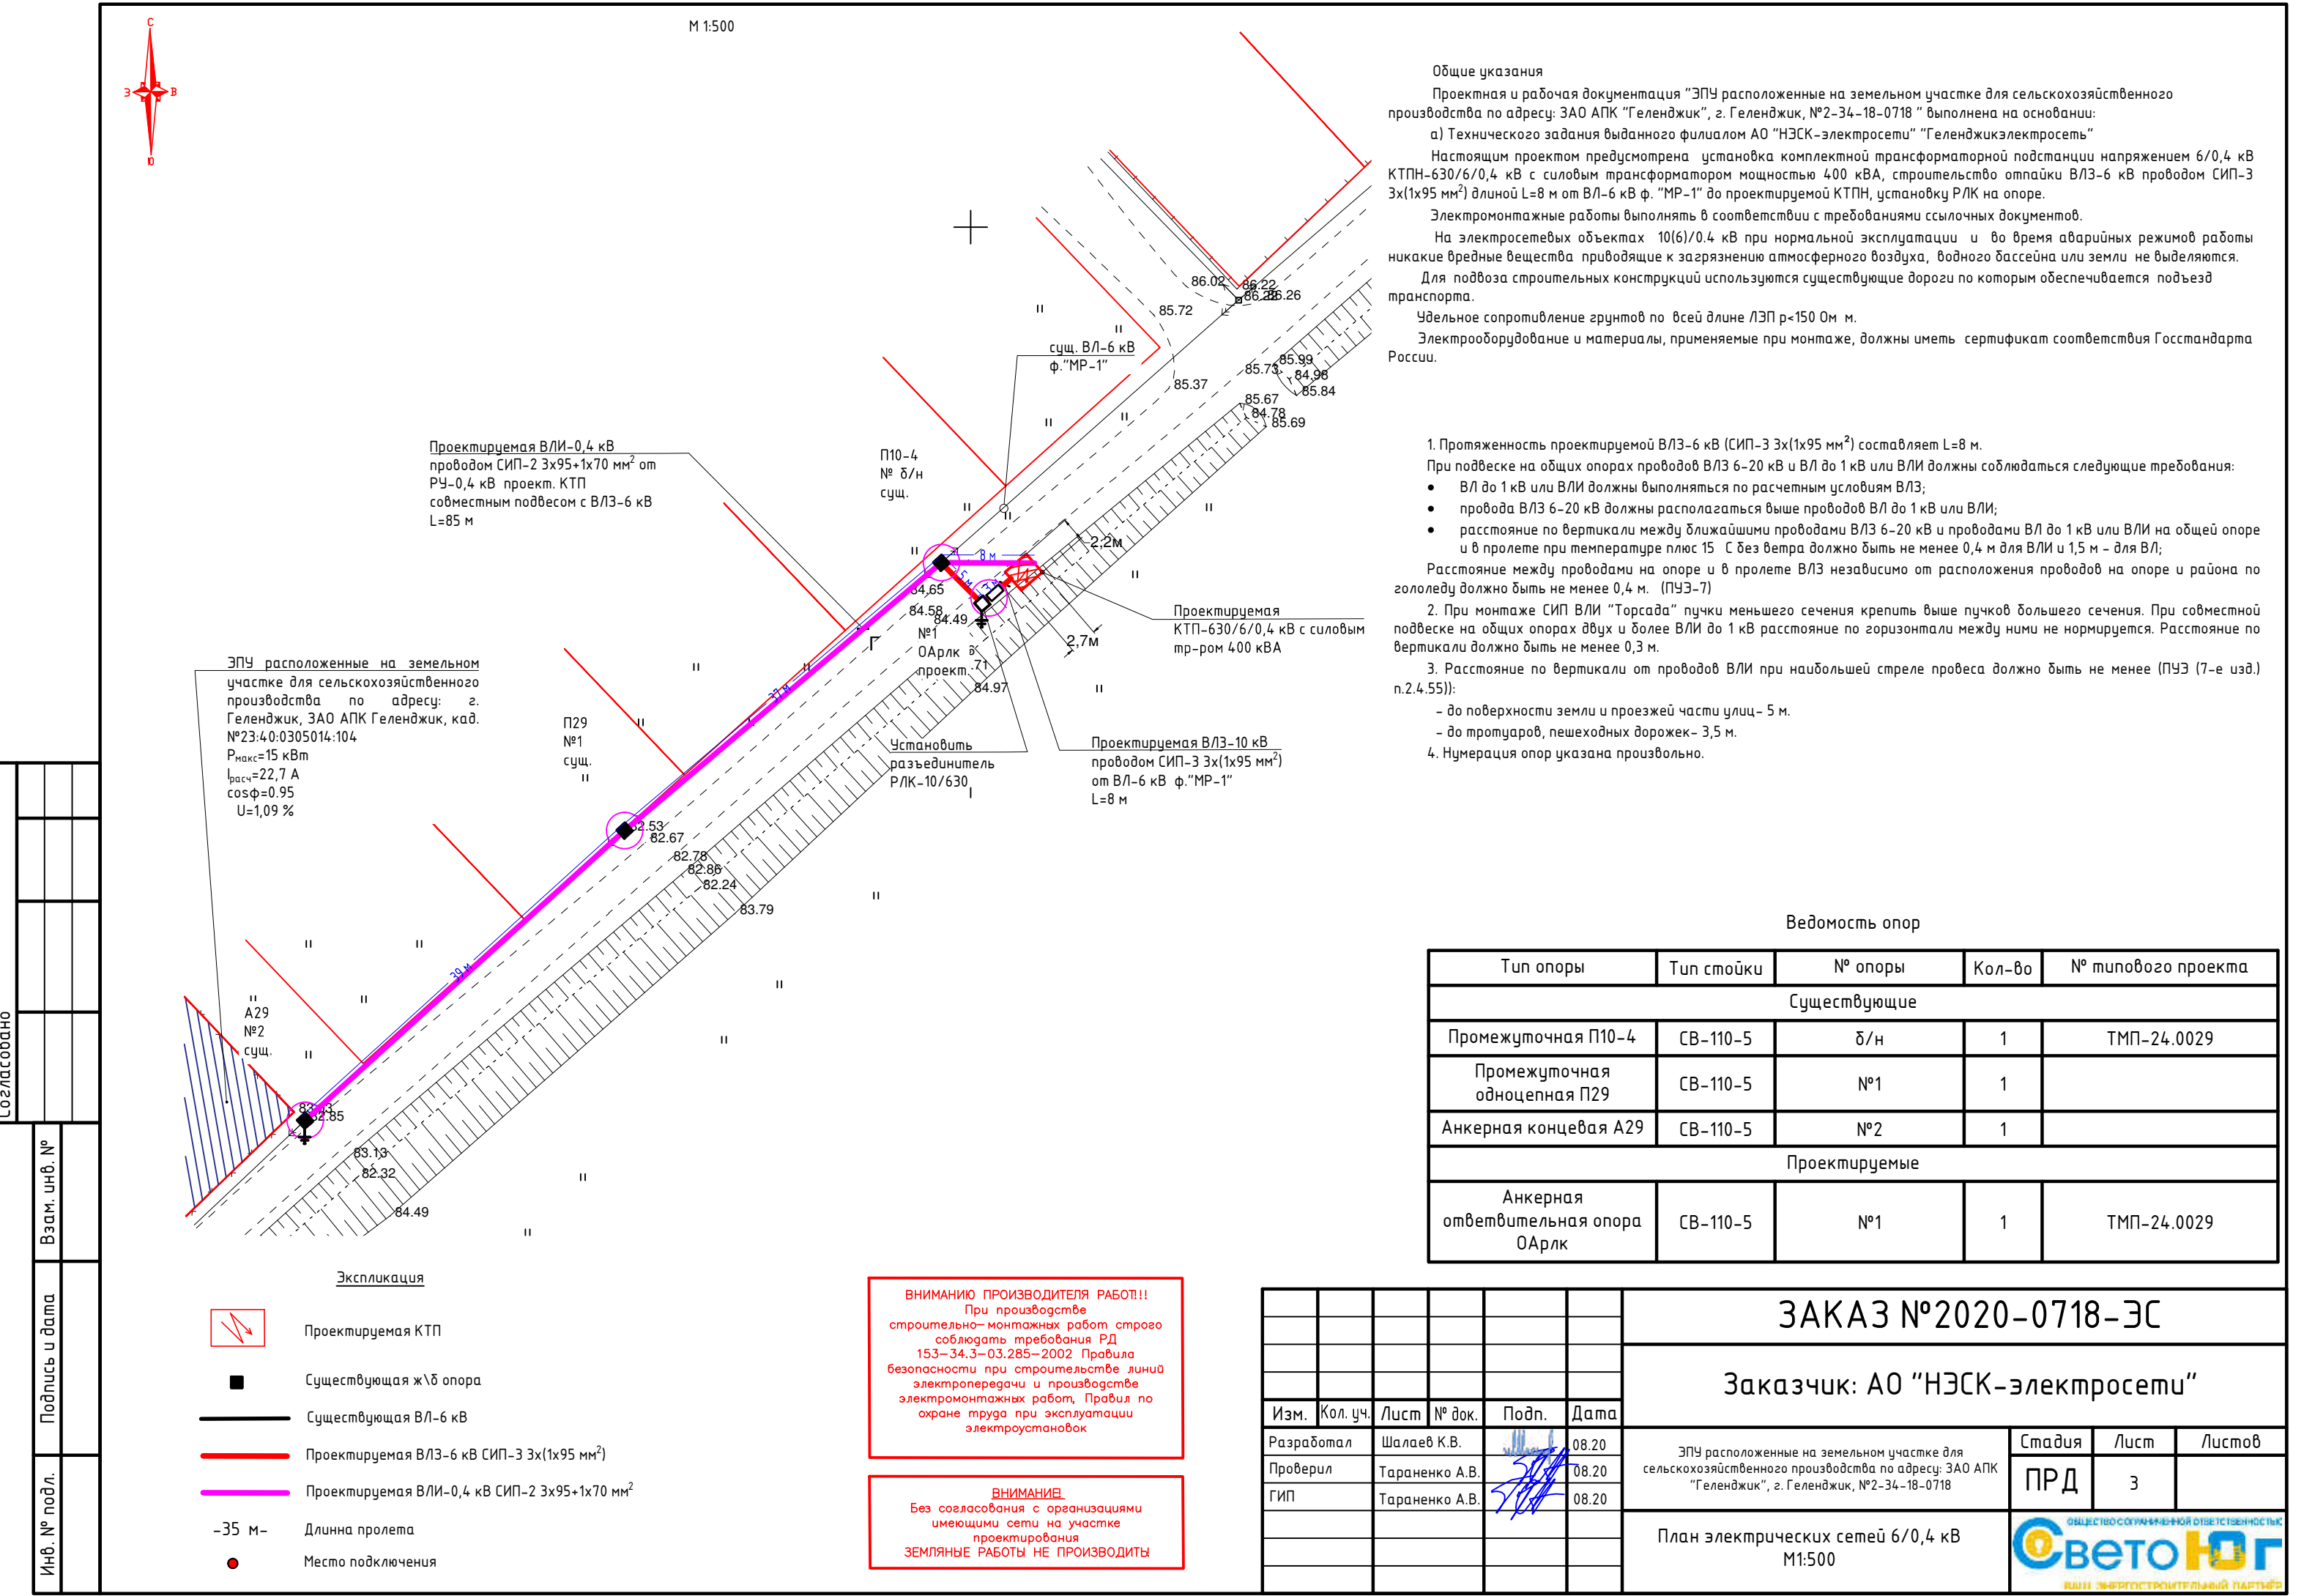 М 1:500
С
З
В
Ю
Общие указания
Проектная и рабочая документация "ЭПУ расположенные на земельном участке для сельскохозяйственного
производства по адресу: ЗАО АПК "Геленджик", г. Геленджик, №2-34-18-0718 " выполнена на основании:
а) Технического задания выданного филиалом АО "НЭСК-электросети" "Геленджикэлектросеть"
Настоящим проектом предусмотрена установка комплектной трансформаторной подстанции напряжением 6/0,4 кВ
КТПН-630/6/0,4 кВ с силовым трансформатором мощностью 400 кВА, строительство отпайки ВЛЗ-6 кВ проводом СИП-3
3х(1х95 мм²) длиной L=8 м от ВЛ-6 кВ ф. "МР-1" до проектируемой КТПН, установку РЛК на опоре.
Электромонтажные работы выполнять в соответствии с требованиями ссылочных документов.
На электросетевых объектах 10(6)/0.4 кВ при нормальной эксплуатации и во время аварийных режимов работы
никакие вредные вещества приводящие к загрязнению атмосферного воздуха, водного бассейна или земли не выделяются.
Для подвоза строительных конструкций используются существующие дороги по которым обеспечивается подъезд
транспорта.
Удельное сопротивление грунтов по всей длине ЛЭП р<150 Ом м.
Электрооборудование и материалы, применяемые при монтаже, должны иметь сертификат соответствия Госстандарта
России.
1. Протяженность проектируемой ВЛЗ-6 кВ (СИП-3 3х(1х95 мм²) составляет L=8 м.
При подвеске на общих опорах проводов ВЛЗ 6-20 кВ и ВЛ до 1 кВ или ВЛИ должны соблюдаться следующие требования:
• ВЛ до 1 кВ или ВЛИ должны выполняться по расчетным условиям ВЛЗ;
• провода ВЛЗ 6-20 кВ должны располагаться выше проводов ВЛ до 1 кВ или ВЛИ;
• расстояние по вертикали между ближайшими проводами ВЛЗ 6-20 кВ и проводами ВЛ до 1 кВ или ВЛИ на общей опоре
и в пролете при температуре плюс 15 С без ветра должно быть не менее 0,4 м для ВЛИ и 1,5 м - для ВЛ;
Расстояние между проводами на опоре и в пролете ВЛЗ независимо от расположения проводов на опоре и района по
гололеду должно быть не менее 0,4 м. (ПУЭ-7)
2. При монтаже СИП ВЛИ "Торсада" пучки меньшего сечения крепить выше пучков большего сечения. При совместной
подвеске на общих опорах двух и более ВЛИ до 1 кВ расстояние по горизонтали между ними не нормируется. Расстояние по
вертикали должно быть не менее 0,3 м.
3. Расстояние по вертикали от проводов ВЛИ при наибольшей стреле провеса должно быть не менее (ПУЭ (7-е изд.)
п.2.4.55)):
- до поверхности земли и проезжей части улиц- 5 м.
- до тротуаров, пешеходных дорожек- 3,5 м.
4. Нумерация опор указана произвольно.
86.02
86.22
86.26
85.72
сущ. ВЛ-6 кВ
ф."МР-1"
85.37
85.73
85.99
84.98
85.84
85.67
84.78
85.69
Проектируемая ВЛИ-0,4 кВ
проводом СИП-2 3х95+1х70 мм² от
РУ-0,4 кВ проект. КТП
совместным подвесом с ВЛЗ-6 кВ
L=85 м
П10-4
№ б/н
сущ.
8 м
2,2м
84.65
84.58
84.49
№1
ОАрлк
проект.
71
84.97
Г
2,7м
Проектируемая
КТП-630/6/0,4 кВ с силовым
тр-ром 400 кВА
Установить
разъединитель
РЛК-10/630
Проектируемая ВЛЗ-10 кВ
проводом СИП-3 3х(1х95 мм²)
от ВЛ-6 кВ ф."МР-1"
L=8 м
37 м
ЭПУ расположенные на земельном
участке для сельскохозяйственного
производства по адресу: г.
Геленджик, ЗАО АПК Геленджик, кад.
№23:40:0305014:104
Pмакс=15 кВт
Iрасч=22,7 А
cosφ=0.95
U=1,09 %
П29
№1
сущ.
82.53
82.67
82.78
82.86
82.24
83.79
39 м
А29
№2
сущ.
82.85
83.13
82.32
84.49
Ведомость опор
Тип опоры Тип стойки № опоры Кол-во № типового проекта
Существующие
Промежуточная П10-4 СВ-110-5 б/н 1 ТМП-24.0029
Промежуточная
одноцепная П29 СВ-110-5 №1 1
Анкерная концевая А29 СВ-110-5 №2 1
Проектируемые
Анкерная
ответвительная опора
ОАрлк СВ-110-5 №1 1 ТМП-24.0029
Экспликация
Проектируемая КТП
Существующая ж\б опора
Существующая ВЛ-6 кВ
Проектируемая ВЛЗ-6 кВ СИП-3 3х(1х95 мм²)
Проектируемая ВЛИ-0,4 кВ СИП-2 3х95+1х70 мм²
-35 м- Длинна пролета
Место подключения
ВНИМАНИЮ ПРОИЗВОДИТЕЛЯ РАБОТ!!!
При производстве
строительно-монтажных работ строго
соблюдать требования РД
153-34.3-03.285-2002 Правила
безопасности при строительстве линий
электропередачи и производстве
электромонтажных работ, Правил по
охране труда при эксплуатации
электроустановок
ВНИМАНИЕ!
Без согласования с организациями
имеющими сети на участке
проектирования
ЗЕМЛЯНЫЕ РАБОТЫ НЕ ПРОИЗВОДИТЬ!
ЗАКАЗ №2020-0718-ЭС
Заказчик: АО "НЭСК-электросети"
Изм. Кол. уч. Лист № док. Подп. Дата
Разработал Шалаев К.В. 08.20
Проверил Тараненко А.В. 08.20
ГИП Тараненко А.В. 08.20
ЭПУ расположенные на земельном участке для
сельскохозяйственного производства по адресу: ЗАО АПК
"Геленджик", г. Геленджик, №2-34-18-0718
Стадия Лист Листов
ПРД 3
План электрических сетей 6/0,4 кВ
М1:500
ОБЩЕСТВО С ОГРАНИЧЕННОЙ ОТВЕТСТВЕННОСТЬЮ
СветоЮг
ВАШ ЭНЕРГОСТРОИТЕЛЬНЫЙ ПАРТНЁР
Согласовано
Взам. инв. №
Подпись и дата
Инв. № подл.